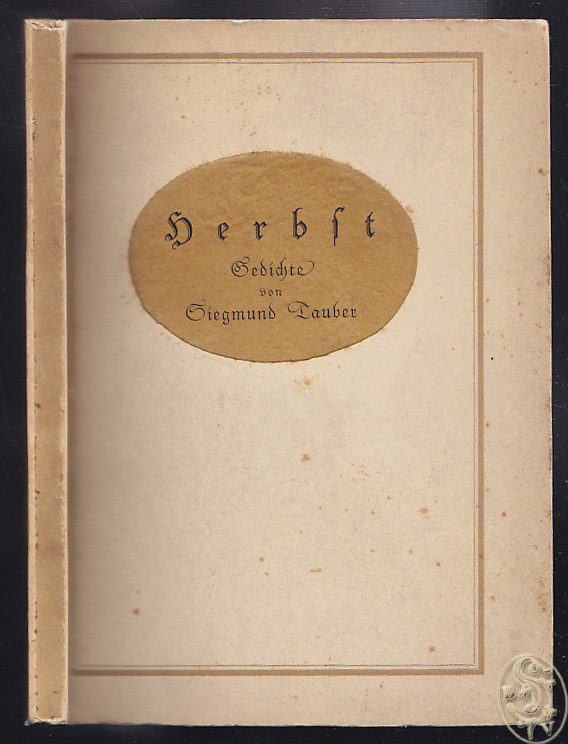 Herbſt
Gedichte
von
Siegmund Tauber